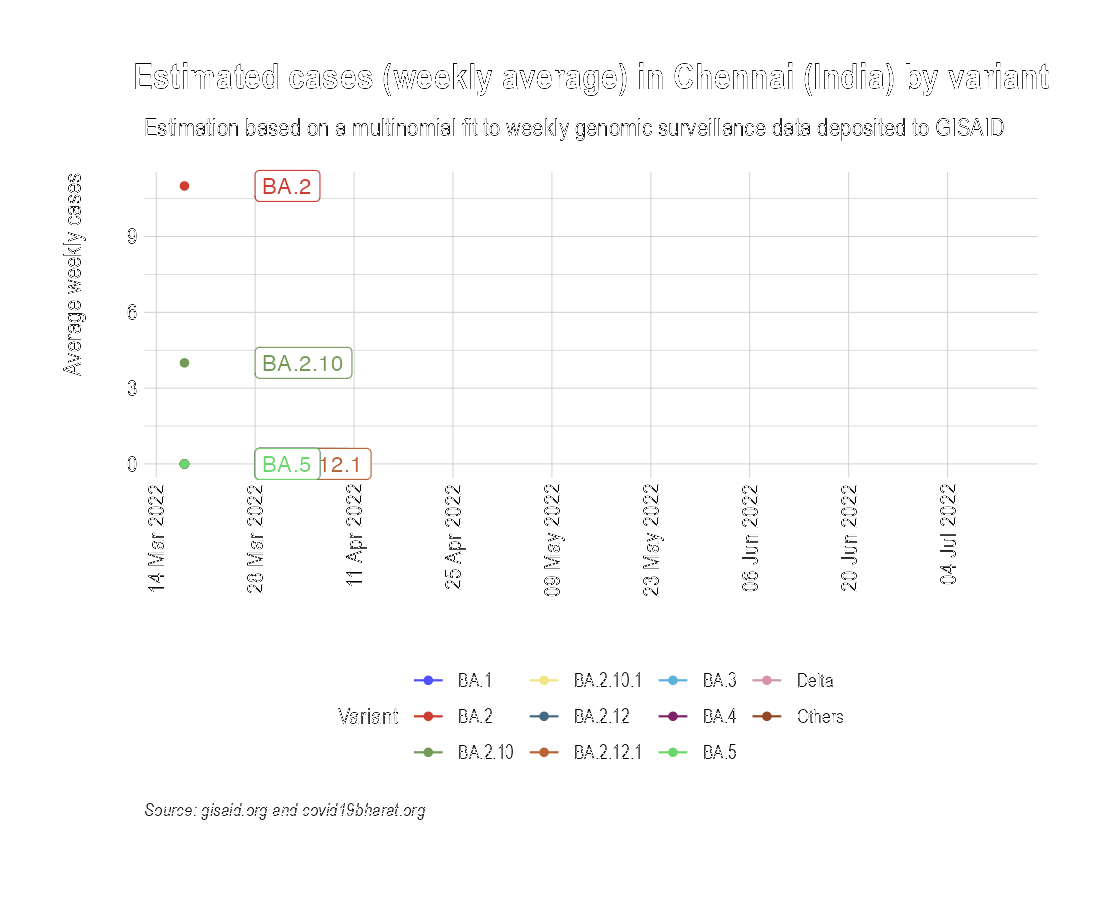 Estimated cases (weekly average) in Chennai (India) by variant
Estimation based on a multinomial fit to weekly genomic surveillance data deposited to GISAID
Average weekly cases
BA.2
9
BA.2.10
6
3
BA.5 12.1
0
14 Mar 2022
28 Mar 2022
11 Apr 2022
25 Apr 2022
09 May 2022
23 May 2022
06 Jun 2022
20 Jun 2022
04 Jul 2022
Variant
BA.1
BA.2
BA.2.10
BA.2.10.1
BA.2.12
BA.2.12.1
BA.3
BA.4
BA.5
Delta
Others
Source: gisaid.org and covid19bharat.org